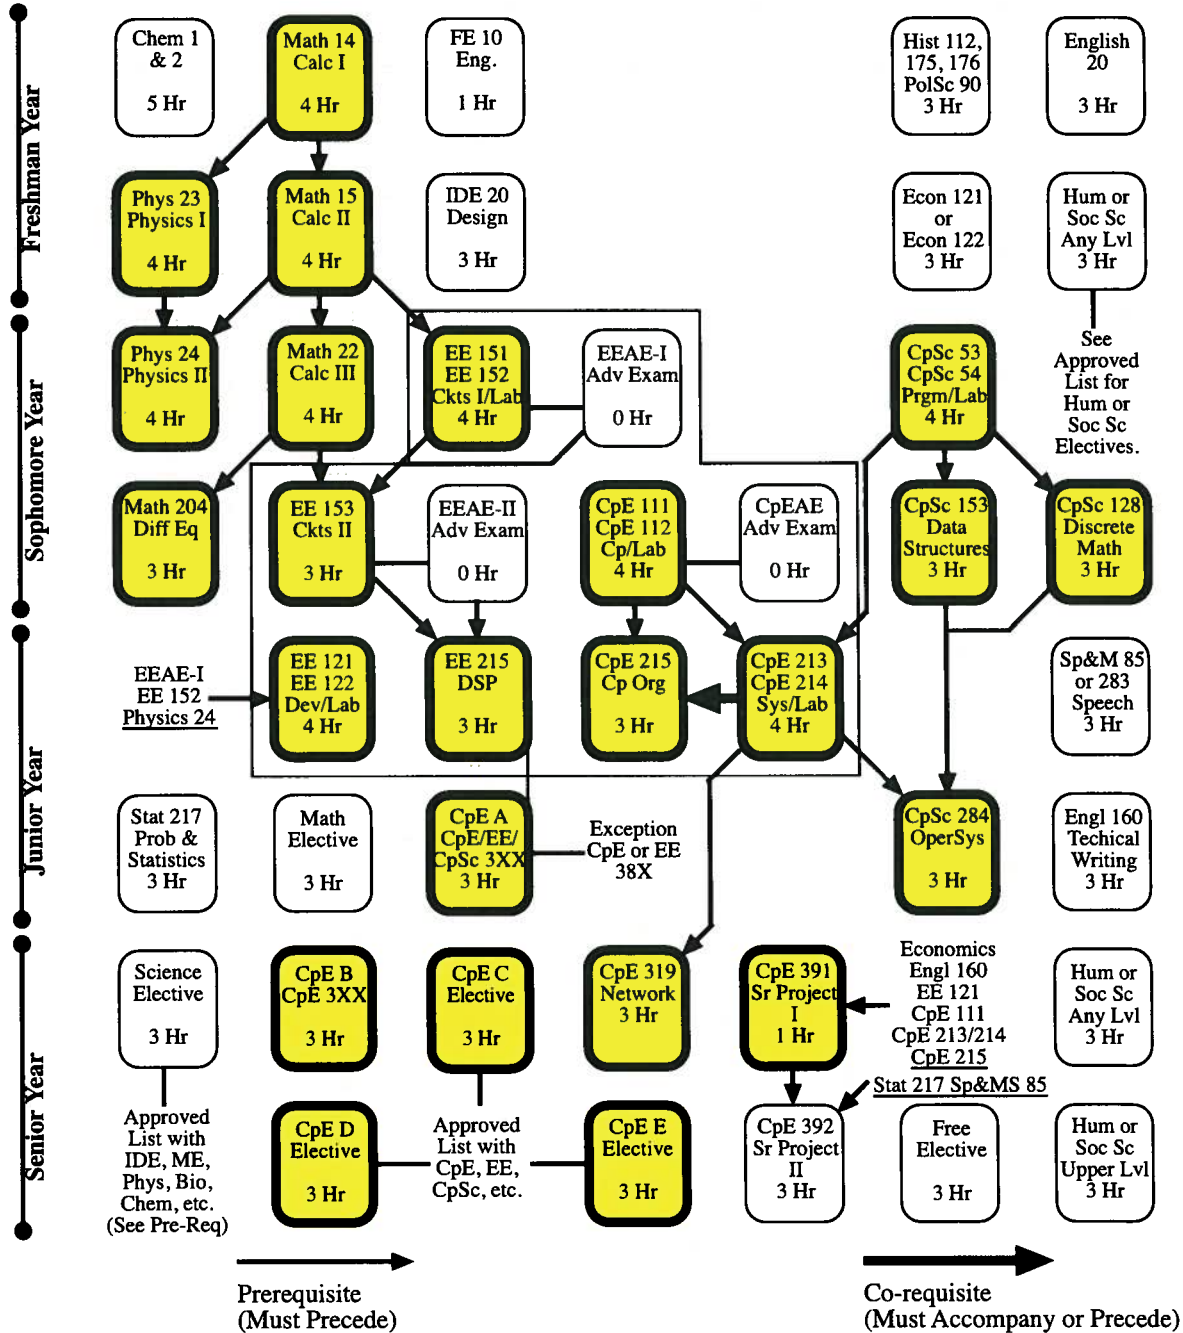 Freshman Year
Chem 1
& 2
5 Hr
Math 14
Calc I
4 Hr
FE 10
Eng.
1 Hr
Hist 112,
175, 176
PolSc 90
3 Hr
English
20
3 Hr
Phys 23
Physics I
4 Hr
Math 15
Calc II
4 Hr
IDE 20
Design
3 Hr
Econ 121
or
Econ 122
3 Hr
Hum or
Soc Sc
Any Lvl
3 Hr
Sophomore Year
Phys 24
Physics II
4 Hr
Math 22
Calc III
4 Hr
EE 151
EE 152
Ckts I/Lab
4 Hr
EEAE-I
Adv Exam
0 Hr
CpSc 53
CpSc 54
Prgm/Lab
4 Hr
See
Approved
List for
Hum or
Soc Sc
Electives.
Math 204
Diff Eq
3 Hr
EE 153
Ckts II
3 Hr
EEAE-II
Adv Exam
0 Hr
CpE 111
CpE 112
Cp/Lab
4 Hr
CpEAE
Adv Exam
0 Hr
CpSc 153
Data
Structures
3 Hr
CpSc 128
Discrete
Math
3 Hr
Junior Year
EEAE-I
EE 152
Physics 24
EE 121
EE 122
Dev/Lab
4 Hr
EE 215
DSP
3 Hr
CpE 215
Cp Org
3 Hr
CpE 213
CpE 214
Sys/Lab
4 Hr
Sp&M 85
or 283
Speech
3 Hr
Stat 217
Prob &
Statistics
3 Hr
Math
Elective
3 Hr
CpE A
CpE/EE/
CpSc 3XX
3 Hr
Exception
CpE or EE
38X
CpSc 284
OperSys
3 Hr
Engl 160
Techical
Writing
3 Hr
Senior Year
Science
Elective
3 Hr
CpE B
CpE 3XX
3 Hr
CpE C
Elective
3 Hr
CpE 319
Network
3 Hr
CpE 391
Sr Project
I
1 Hr
Economics
Engl 160
EE 121
CpE 111
CpE 213/214
CpE 215
Hum or
Soc Sc
Any Lvl
3 Hr
Stat 217 Sp&MS 85
Approved
List with
IDE, ME,
Phys, Bio,
Chem, etc.
(See Pre-Req)
CpE D
Elective
3 Hr
Approved
List with
CpE, EE,
CpSc, etc.
CpE E
Elective
3 Hr
CpE 392
Sr Project
II
3 Hr
Free
Elective
3 Hr
Hum or
Soc Sc
Upper Lvl
3 Hr
Prerequisite
(Must Precede)
Co-requisite
(Must Accompany or Precede)